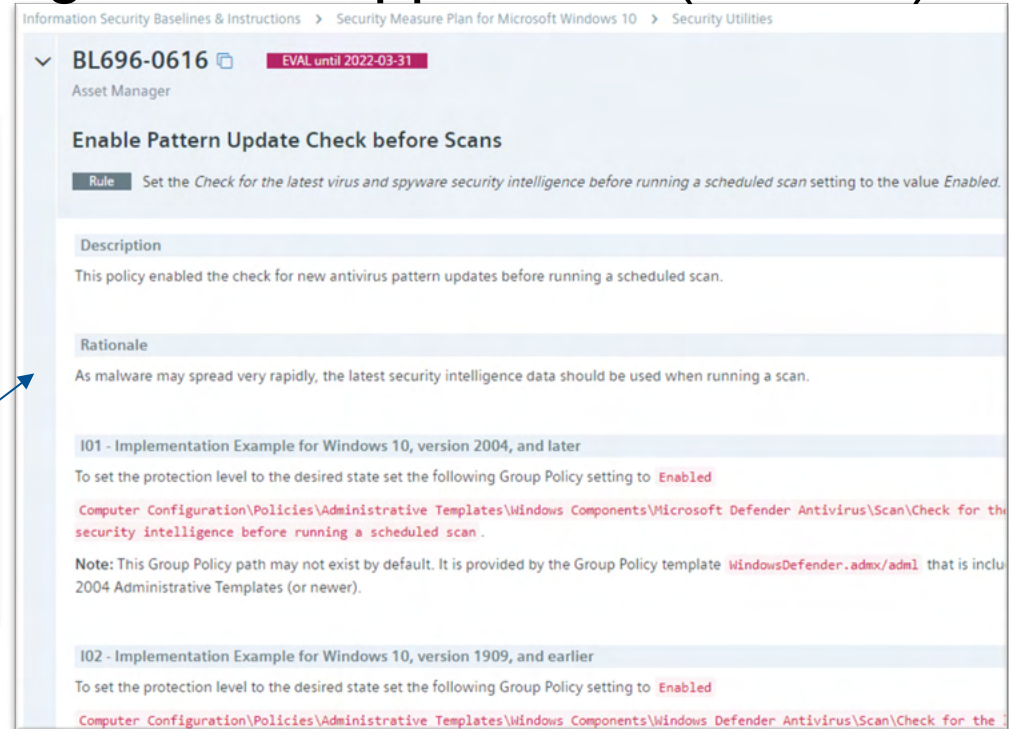 Information Security Baselines & Instructions > Security Measure Plan for Microsoft Windows 10 > Security Utilities
BL696-0616 EVAL until 2022-03-31
Asset Manager
Enable Pattern Update Check before Scans
Rule Set the Check for the latest virus and spyware security intelligence before running a scheduled scan setting to the value Enabled.
Description
This policy enabled the check for new antivirus pattern updates before running a scheduled scan.
Rationale
As malware may spread very rapidly, the latest security intelligence data should be used when running a scan.
I01 - Implementation Example for Windows 10, version 2004, and later
To set the protection level to the desired state set the following Group Policy setting to Enabled
Computer Configuration\Policies\Administrative Templates\Windows Components\Microsoft Defender Antivirus\Scan\Check for the
security intelligence before running a scheduled scan .
Note: This Group Policy path may not exist by default. It is provided by the Group Policy template WindowsDefender.admx/adml that is inclu
2004 Administrative Templates (or newer).
I02 - Implementation Example for Windows 10, version 1909, and earlier
To set the protection level to the desired state set the following Group Policy setting to Enabled
Computer Configuration\Policies\Administrative Templates\Windows Components\Windows Defender Antivirus\Scan\Check for the